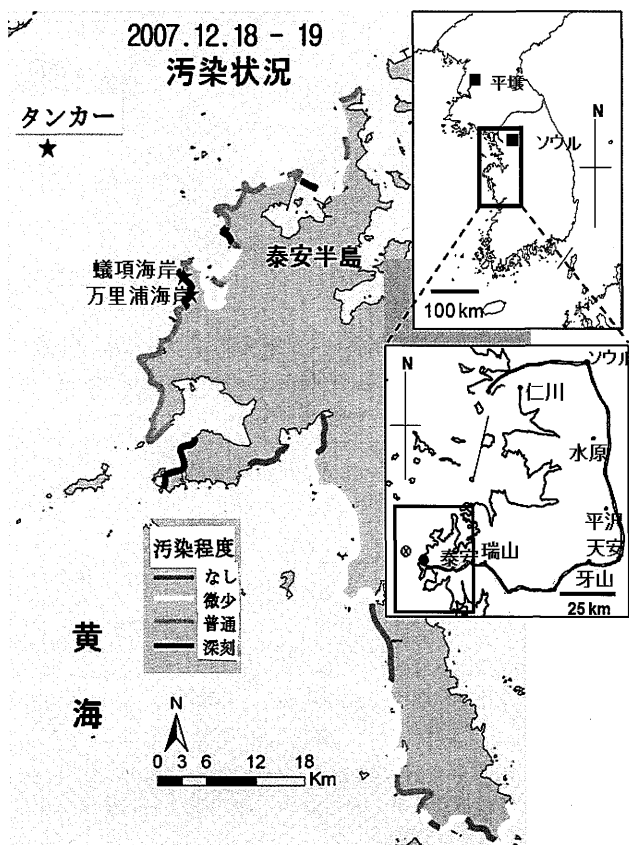 2007.12.18 - 19
汚染状況
タンカー
蟻項海岸
万里浦海岸
泰安半島
汚染程度
なし
微少
普通
深刻
黄
海
N
0 3 6 12 18
Km
平壌
N
ソウル
100 km
N
ソウル
仁川
水原
平沢
泰安
瑞山
天安
牙山
25 km